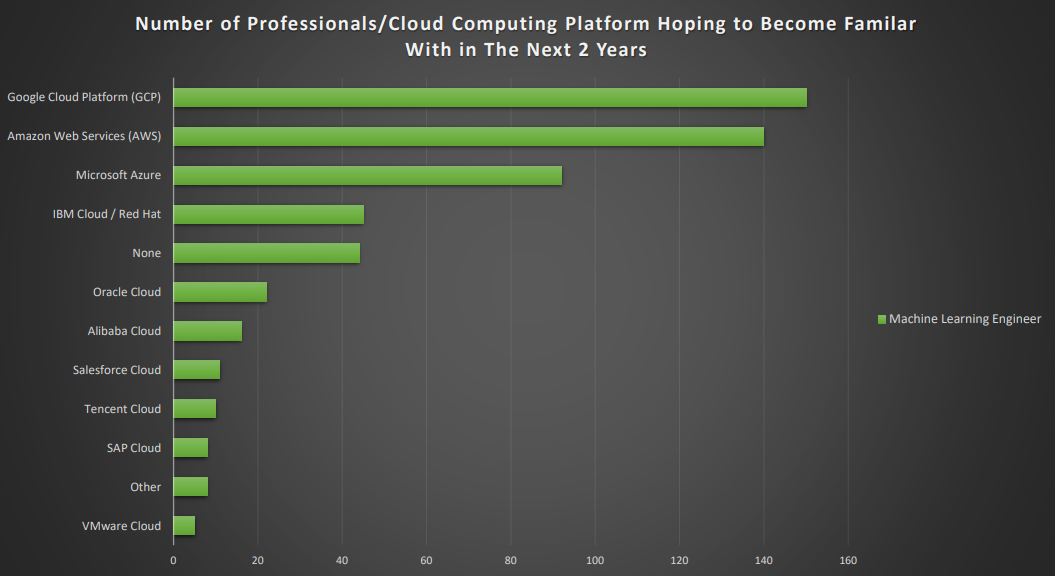 Number of Professionals/Cloud Computing Platform Hoping to Become Familar
With in The Next 2 Years
Google Cloud Platform (GCP)
Amazon Web Services (AWS)
Microsoft Azure
IBM Cloud / Red Hat
None
Oracle Cloud
Alibaba Cloud
Salesforce Cloud
Tencent Cloud
SAP Cloud
Other
VMware Cloud
0 20 40 60 80 100 120 140 160
Machine Learning Engineer